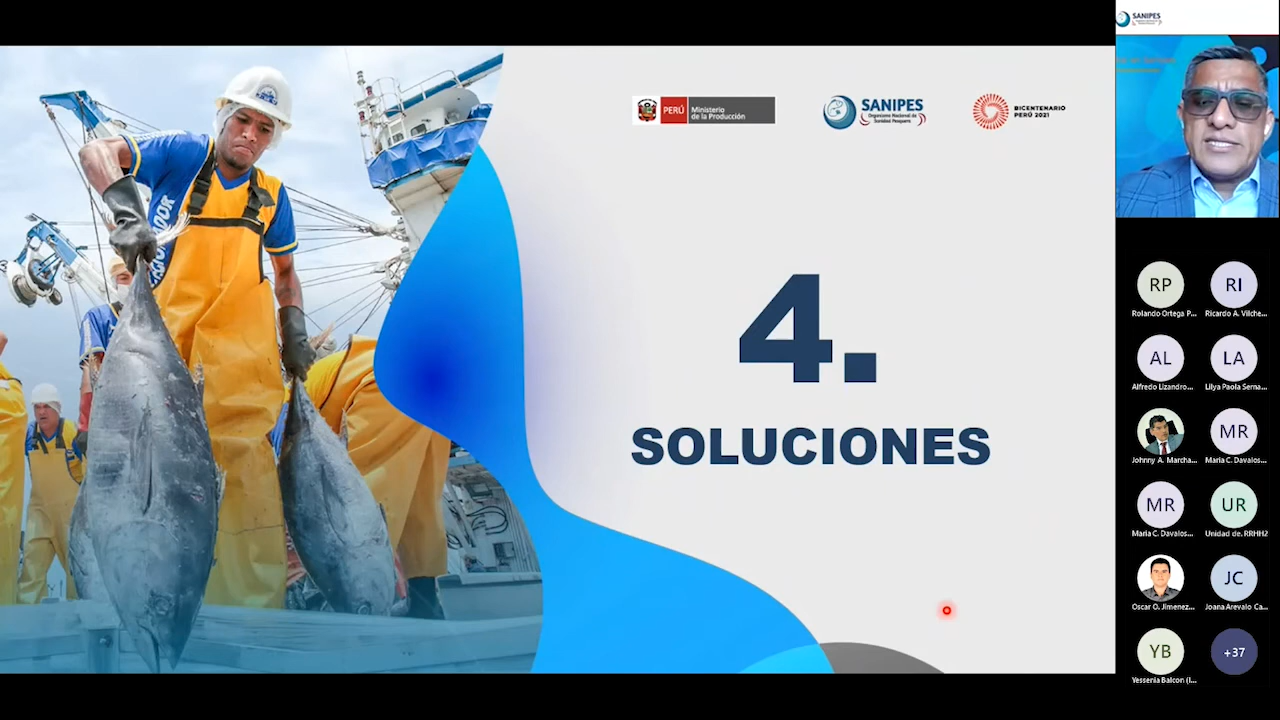 PERÚ
Ministerio
de la Producción
SANIPES
Organismo Nacional de
Sanidad Pesquera
BICENTENARIO
PERÚ 2021
4.
SOLUCIONES
SANIPES
RP
Rolando Ortega P...
RI
Ricardo A. Vilche...
AL
Alfredo Lizandro...
LA
Lilya Paola Serna...
Johnny A. Marcha...
MR
Maria C. Davalos...
MR
Maria C. Davalos...
UR
Unidad de. RRHH2
Oscar O. Jimenez...
JC
Joana Arevalo Ca...
YB
Yessenia Balcon (I...
+37